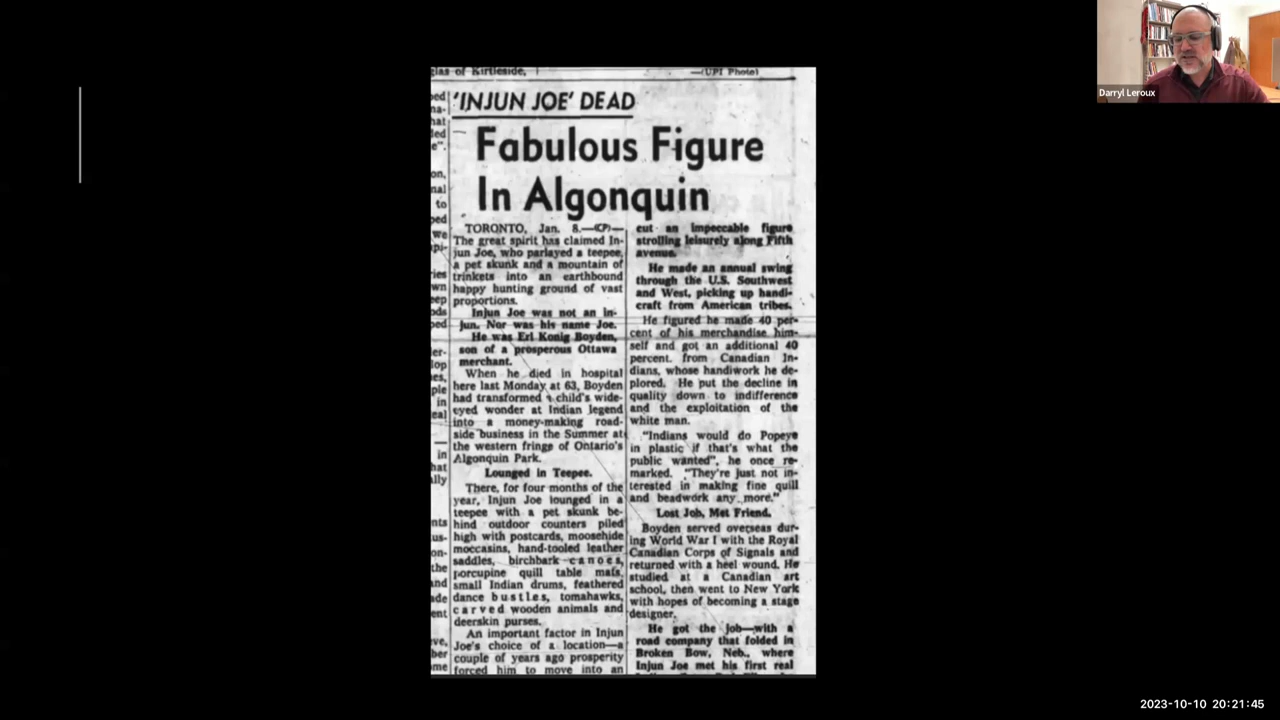 glas of Kirtleside,
—(UPI Photo)
Darryl Leroux
'INJUN JOE' DEAD
Fabulous Figure
In Algonquin
TORONTO, Jan. 8.—(CP)—
The great spirit has claimed In-
jun Joe, who parlayed a teepee,
a pet skunk and a mountain of
trinkets into an earthbound
happy hunting ground of vast
proportions.
Injun Joe was not an In-
jun. Nor was his name Joe.
He was Erl Konig Boyden,
son of a prosperous Ottawa
merchant.
When he died in hospital
here last Monday at 63, Boyden
had transformed a child's wide-
eyed wonder at Indian legend
into a money-making road-
side business in the Summer at
the western fringe of Ontario's
Algonquin Park.
Lounged in Teepee.
There, for four months of the
year, Injun Joe lounged in a
teepee with a pet skunk be-
hind outdoor counters piled
high with postcards, moosehide
moccasins, hand-tooled leather
saddles, birchbark canoes,
porcupine quill table mats,
small Indian drums, feathered
dance bustles, tomahawks,
carved wooden animals and
deerskin purses.
An important factor in Injun
Joe's choice of a location—a
couple of years ago prosperity
forced him to move into an
cut an impeccable figure
strolling leisurely along Fifth
avenue.
He made an annual swing
through the U.S. Southwest
and West, picking up handi-
craft from American tribes.
He figured he made 40 per-
cent of his merchandise him-
self and got an additional 40
percent. from Canadian In-
dians, whose handiwork he de-
plored. He put the decline in
quality down to indifference
and the exploitation of the
white man.
"Indians would do Popeye
in plastic if that's what the
public wanted", he once re-
marked. "They're just not in-
terested in making fine quill
and beadwork any more."
Lost Job, Met Friend.
Boyden served overseas dur-
ing World War I with the Royal
Canadian Corps of Signals and
returned with a heel wound. He
studied at a Canadian art
school, then went to New York
with hopes of becoming a stage
designer.
He got the job—with a
road company that folded in
Broken Bow, Neb., where
Injun Joe met his first real
2023-10-10 20:21:45